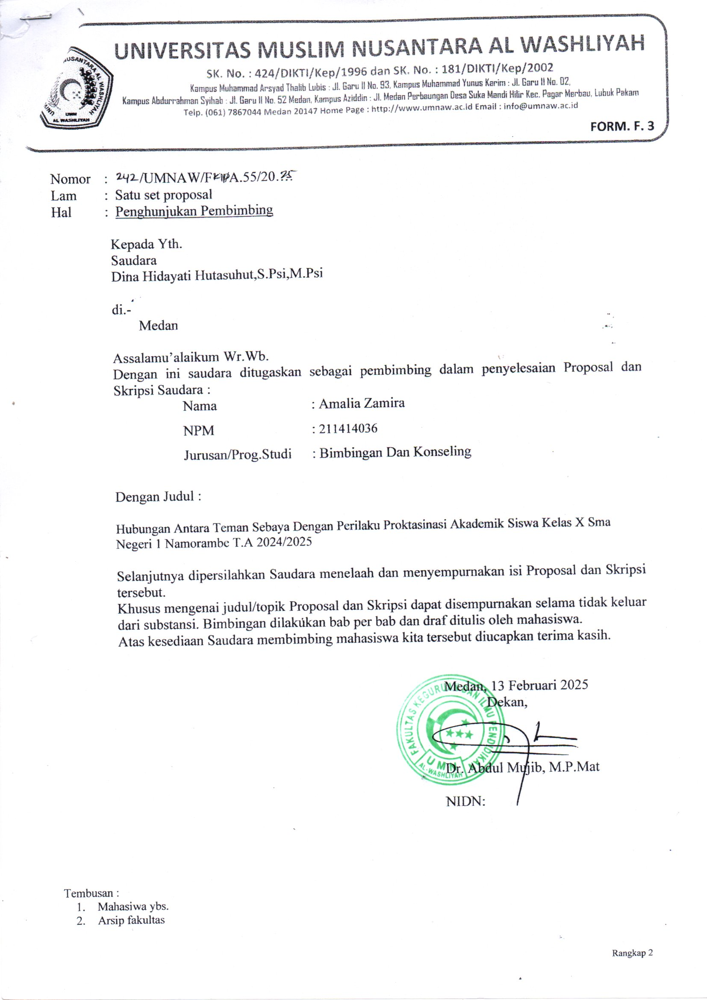 UNIVERSITAS MUSLIM NUSANTARA AL WASHLIYAH
SK. No. : 424/DIKTI/Kep/1996 dan SK. No. : 181/DIKTI/Kep/2002
Kampus Muhammad Arsyad Thalib Lubis : Jl. Garu II No. 93, Kampus Muhammad Yunus Karim : Jl. Garu II No. 02,
Kampus Abdurrahman Syihab : Jl. Garu II No. 52 Medan, Kampus Aziddin : Jl. Medan Perbaungan Desa Suka Mandi Hilir Kec. Pagar Merbau, Lubuk Pakam
Telp. (061) 7867044 Medan 20147 Home Page : http://www.umnaw.ac.id Email : info@umnaw.ac.id
FORM. F. 3
NUSANTARA AL WASHLIYAH
UMN
UMN
AL WASHLIYAH
Nomor : 242/UMNAW/FKIP/A.55/20.25
Lam : Satu set proposal
Hal : Penghunjukan Pembimbing
Kepada Yth.
Saudara
Dina Hidayati Hutasuhut,S.Psi,M.Psi
di.-
Medan
Assalamu’alaikum Wr.Wb.
Dengan ini saudara ditugaskan sebagai pembimbing dalam penyelesaian Proposal dan
Skripsi Saudara :
Nama : Amalia Zamira
NPM : 211414036
Jurusan/Prog.Studi : Bimbingan Dan Konseling
Dengan Judul :
Hubungan Antara Teman Sebaya Dengan Perilaku Proktasinasi Akademik Siswa Kelas X Sma
Negeri 1 Namorambe T.A 2024/2025
Selanjutnya dipersilahkan Saudara menelaah dan menyempurnakan isi Proposal dan Skripsi
tersebut.
Khusus mengenai judul/topik Proposal dan Skripsi dapat disempurnakan selama tidak keluar
dari substansi. Bimbingan dilakukan bab per bab dan draf ditulis oleh mahasiswa.
Atas kesediaan Saudara membimbing mahasiswa kita tersebut diucapkan terima kasih.
Medan, 13 Februari 2025
Dekan,
FAKULTAS KEGURUAN DAN ILMU PENDIDIKAN
UMN
AL-WASHLIYAH
Dr. Abdul Mujib, M.P.Mat
NIDN:
Tembusan :
1. Mahasiwa ybs.
2. Arsip fakultas
Rangkap 2